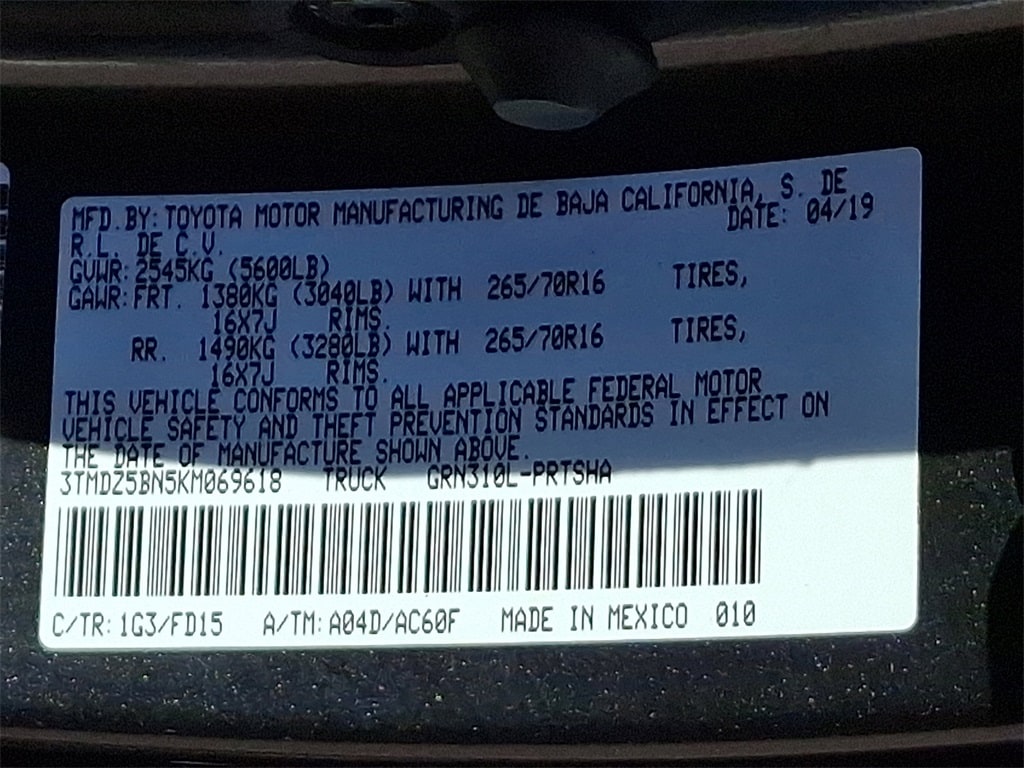 MFD.BY: TOYOTA MOTOR MANUFACTURING DE BAJA CALIFORNIA, S. DE
R.L. DE C.V. DATE: 04/19
GVWR: 2545KG (5600LB)
GAWR: FRT. 1380KG (3040LB) WITH 265/70R16 TIRES,
16X7J RIMS.
RR. 1490KG (3280LB) WITH 265/70R16 TIRES,
16X7J RIMS.
THIS VEHICLE CONFORMS TO ALL APPLICABLE FEDERAL MOTOR
VEHICLE SAFETY AND THEFT PREVENTION STANDARDS IN EFFECT ON
THE DATE OF MANUFACTURE SHOWN ABOVE.
3TMDZ5BN5KM069618 TRUCK GRN310L-PRTSHA
C/TR: 1G3/FD15 A/TM: A04D/AC60F MADE IN MEXICO 010